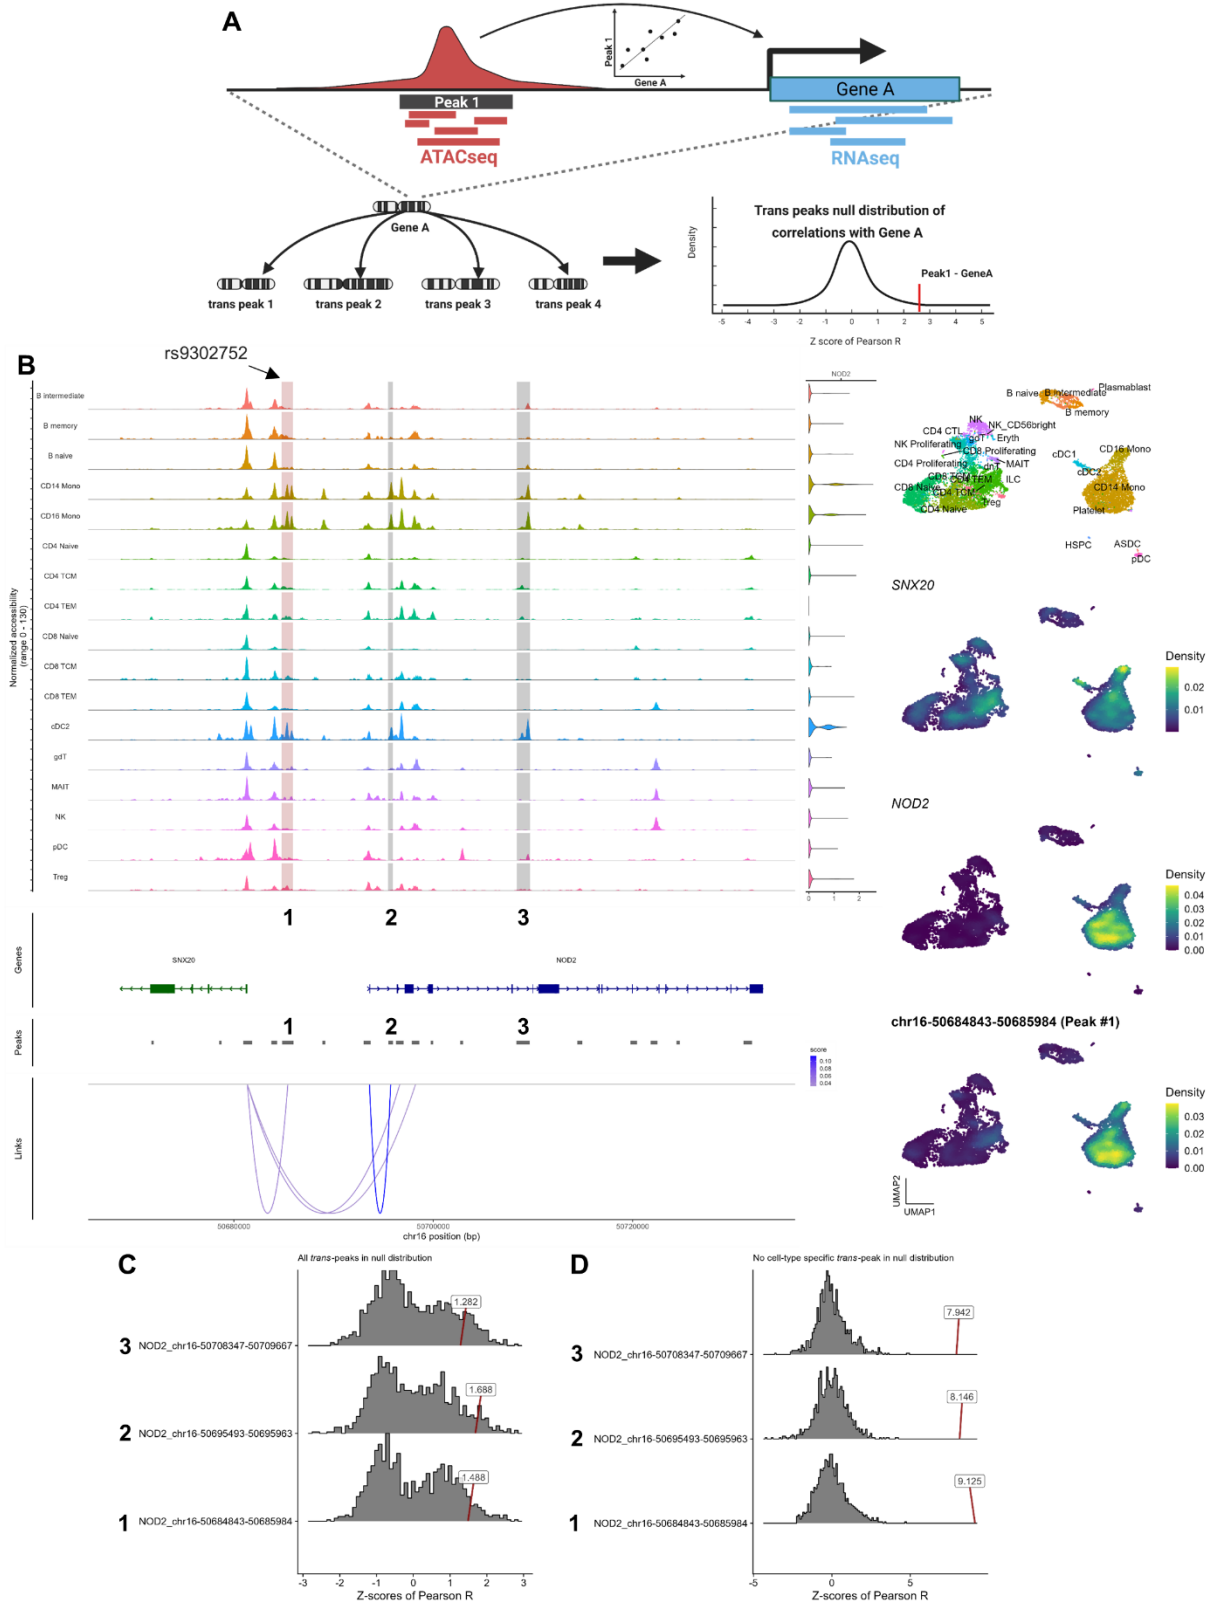 A
Peak 1
Gene A
Peak 1
ATACseq
Gene A
RNAseq
Gene A
trans peak 1
trans peak 2
trans peak 3
trans peak 4
Trans peaks null distribution of
correlations with Gene A
Density
Peak1 - GeneA
-5 -4 -3 -2 -1 0 1 2 3 4 5
Z score of Pearson R
B
rs9302752
Normalized accessibility
(range 0 - 130)
B intermediate
B memory
B naive
CD14 Mono
CD16 Mono
CD4 Naive
CD4 TCM
CD4 TEM
CD8 Naive
CD8 TCM
CD8 TEM
cDC2
gdT
MAIT
NK
pDC
Treg
NOD2
0 1 2
1 2 3
Genes
SNX20
NOD2
Peaks
1 2 3
score
0.10
0.08
0.06
0.04
Links
50680000
50700000
50720000
chr16 position (bp)
B naive
B intermediate
Plasmablast
B memory
NK
NK_CD56bright
CD4 CTL
gdT
Eryth
NK Proliferating
CD8 Proliferating
CD4 Proliferating
dnT
MAIT
CD8 TCM
CD4 TEM
ILC
CD8 Naive
CD4 TCM
Treg
CD4 Naive
CD16 Mono
cDC1
cDC2
CD14 Mono
Platelet
HSPC
ASDC
pDC
SNX20
Density
0.02
0.01
NOD2
Density
0.04
0.03
0.02
0.01
0.00
chr16-50684843-50685984 (Peak #1)
Density
0.03
0.02
0.01
0.00
UMAP2
UMAP1
C
All trans-peaks in null distribution
1.282
3 NOD2_chr16-50708347-50709667
1.688
2 NOD2_chr16-50695493-50695963
1.488
1 NOD2_chr16-50684843-50685984
-3 -2 -1 0 1 2 3
Z-scores of Pearson R
D
No cell-type specific trans-peak in null distribution
7.942
3 NOD2_chr16-50708347-50709667
8.146
2 NOD2_chr16-50695493-50695963
9.125
1 NOD2_chr16-50684843-50685984
-5 0 5
Z-scores of Pearson R